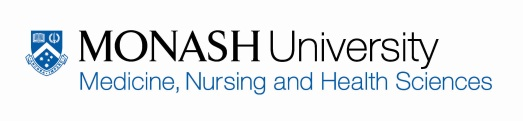 MONASH University
Medicine, Nursing and Health Sciences